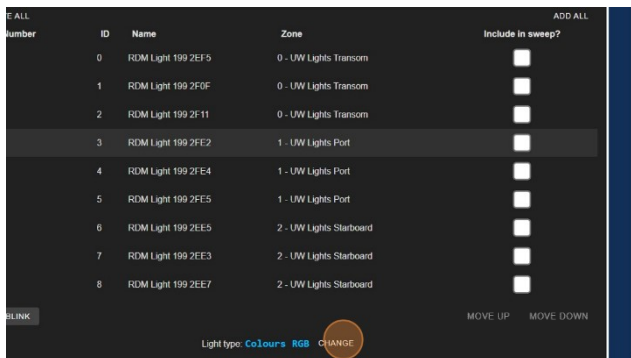 E ALL ADD ALL
Number ID Name Zone Include in sweep?
0 RDM Light 199 2EF5 0 - UW Lights Transom
1 RDM Light 199 2F0F 0 - UW Lights Transom
2 RDM Light 199 2F11 0 - UW Lights Transom
3 RDM Light 199 2FE2 1 - UW Lights Port
4 RDM Light 199 2FE4 1 - UW Lights Port
5 RDM Light 199 2FE5 1 - UW Lights Port
6 RDM Light 199 2EE5 2 - UW Lights Starboard
7 RDM Light 199 2EE3 2 - UW Lights Starboard
8 RDM Light 199 2EE7 2 - UW Lights Starboard
BLINK MOVE UP MOVE DOWN
Light type: Colours RGB CHANGE